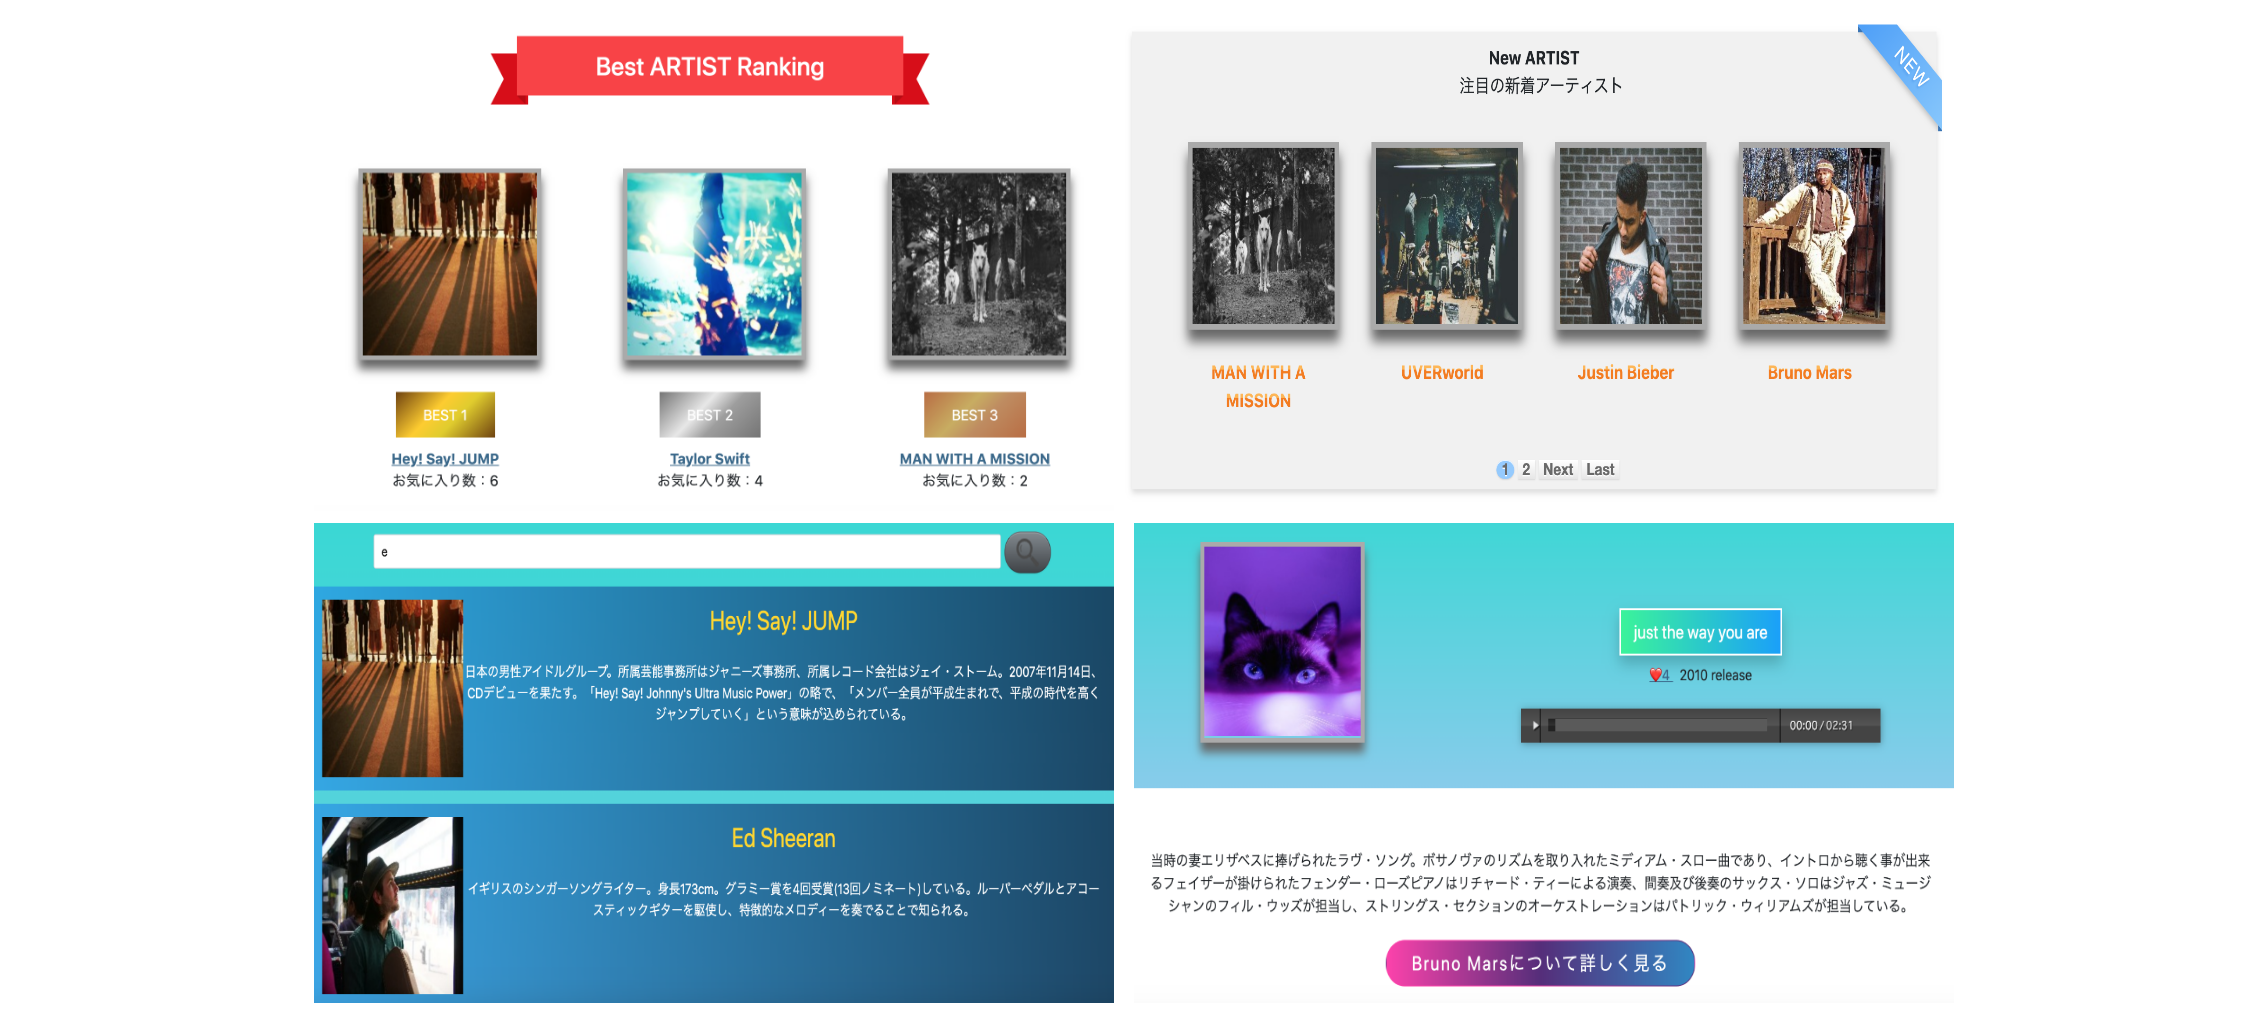 Best ARTIST Ranking
BEST 1
Hey! Say! JUMP
お気に入り数：6
BEST 2
Taylor Swift
お気に入り数：4
BEST 3
MAN WITH A MISSION
お気に入り数：2
New ARTIST
注目の新着アーティスト
NEW
MAN WITH A
MISSION
UVERworld
Justin Bieber
Bruno Mars
1 2 Next Last
e
Hey! Say! JUMP
日本の男性アイドルグループ。所属芸能事務所はジャニーズ事務所、所属レコード会社はジェイ・ストーム。2007年11月14日、
CDデビューを果たす。「Hey! Say! Johnny's Ultra Music Power」の略で、「メンバー全員が平成生まれで、平成の時代を高く
ジャンプしていく」という意味が込められている。
Ed Sheeran
イギリスのシンガーソングライター。身長173cm。グラミー賞を4回受賞(13回ノミネート)している。ルーパーペダルとアコー
スティックギターを駆使し、特徴的なメロディーを奏でることで知られる。
just the way you are
❤️4 2010 release
00:00 / 02:31
当時の妻エリザベスに捧げられたラヴ・ソング。ボサノヴァのリズムを取り入れたミディアム・スロー曲であり、イントロから聴く事が出来
るフェイザーが掛けられたフェンダー・ローズピアノはリチャード・ティーによる演奏、間奏及び後奏のサックス・ソロはジャズ・ミュージ
シャンのフィル・ウッズが担当し、ストリングス・セクションのオーケストレーションはパトリック・ウィリアムズが担当している。
Bruno Marsについて詳しく見る